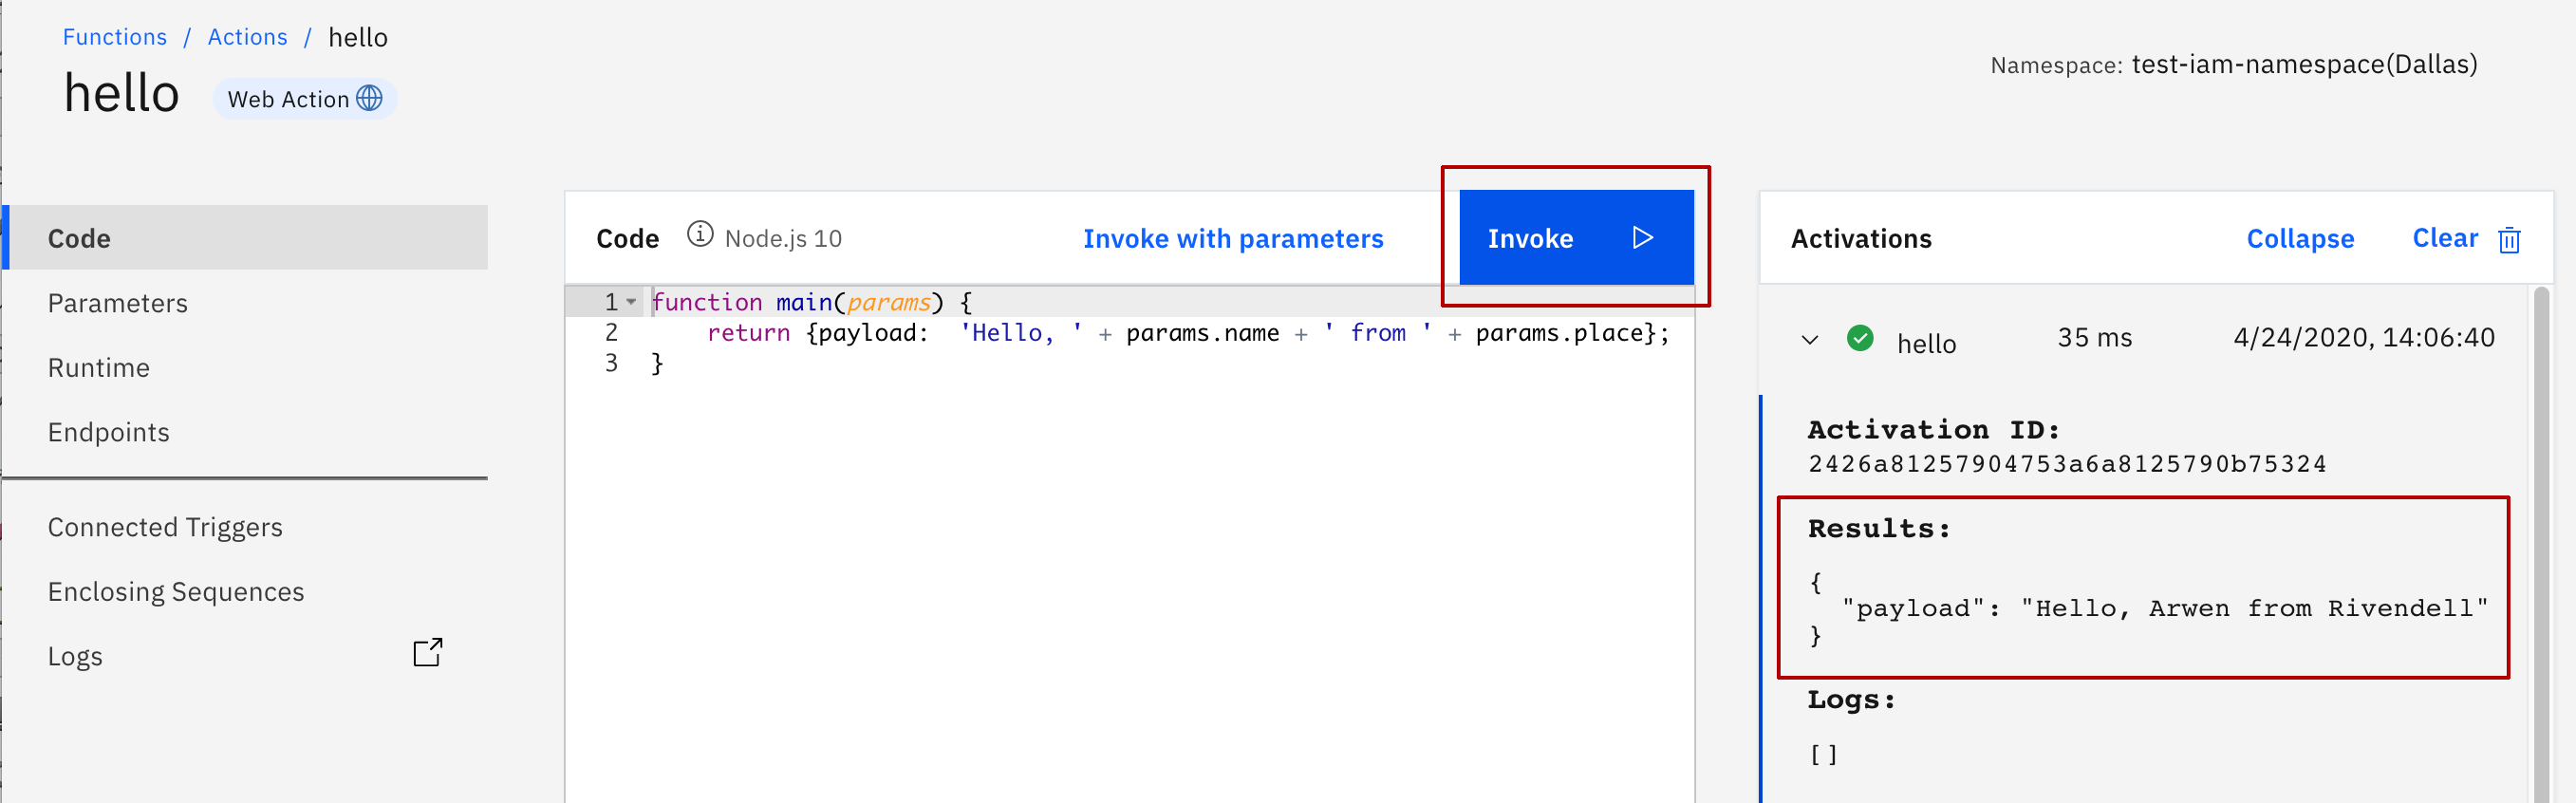 Functions / Actions / hello
hello Web Action
Namespace: test-iam-namespace(Dallas)
Code
Parameters
Runtime
Endpoints
Connected Triggers
Enclosing Sequences
Logs
Code Node.js 10 Invoke with parameters Invoke
1 function main(params) {
2 return {payload: 'Hello, ' + params.name + ' from ' + params.place};
3 }
Activations Collapse Clear
hello 35 ms 4/24/2020, 14:06:40
Activation ID:
2426a81257904753a6a8125790b75324
Results:
{
"payload": "Hello, Arwen from Rivendell"
}
Logs:
[]